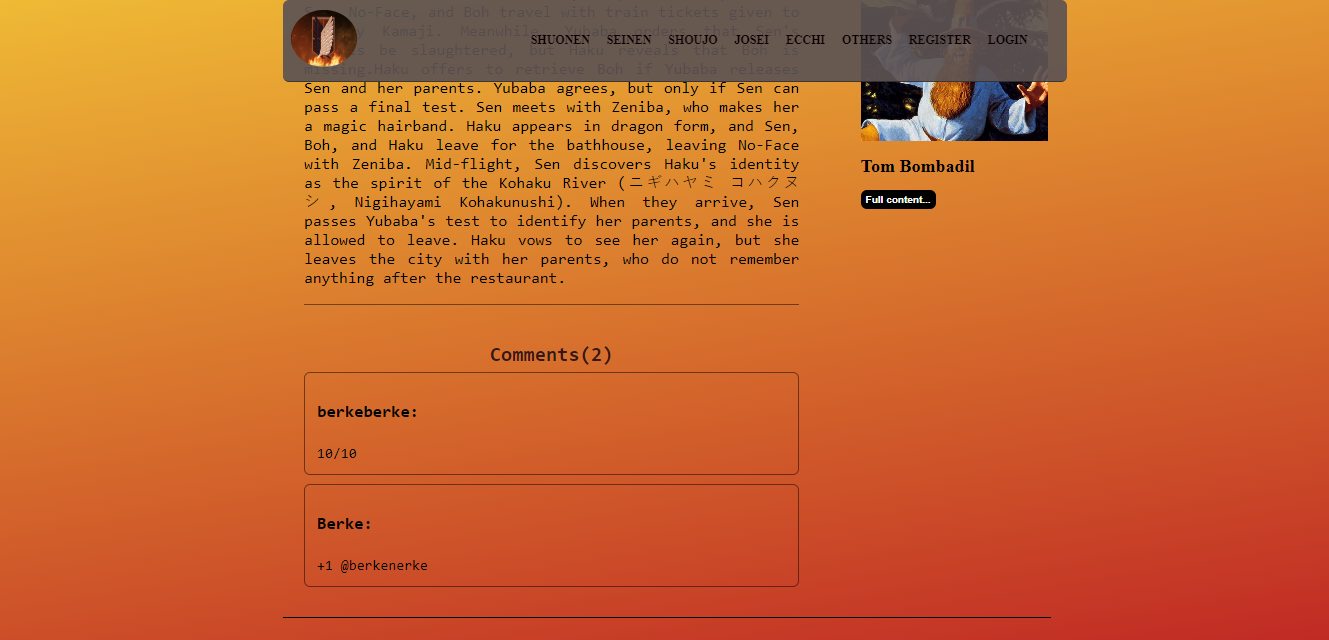 SHUONEN SEINEN SHOUJO JOSEI ECCHI OTHERS REGISTER LOGIN
No-Face, and Boh travel with train tickets given to
Kamaji. Meanwhile, Yubaba orders that Sen's
be slaughtered, but Haku reveals that Boh is
missing.Haku offers to retrieve Boh if Yubaba releases
Sen and her parents. Yubaba agrees, but only if Sen can
pass a final test. Sen meets with Zeniba, who makes her
a magic hairband. Haku appears in dragon form, and Sen,
Boh, and Haku leave for the bathhouse, leaving No-Face
with Zeniba. Mid-flight, Sen discovers Haku's identity
as the spirit of the Kohaku River (ニギハヤミ コハクヌ
シ, Nigihayami Kohakunushi). When they arrive, Sen
passes Yubaba's test to identify her parents, and she is
allowed to leave. Haku vows to see her again, but she
leaves the city with her parents, who do not remember
anything after the restaurant.
Tom Bombadil
Full content...
Comments(2)
berkeberke:
10/10
Berke:
+1 @berkenerke